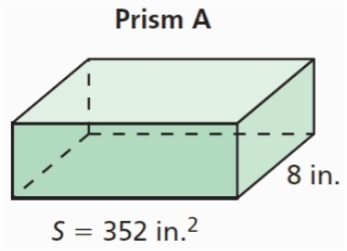 Prism A
8 in.
S = 352 in.²